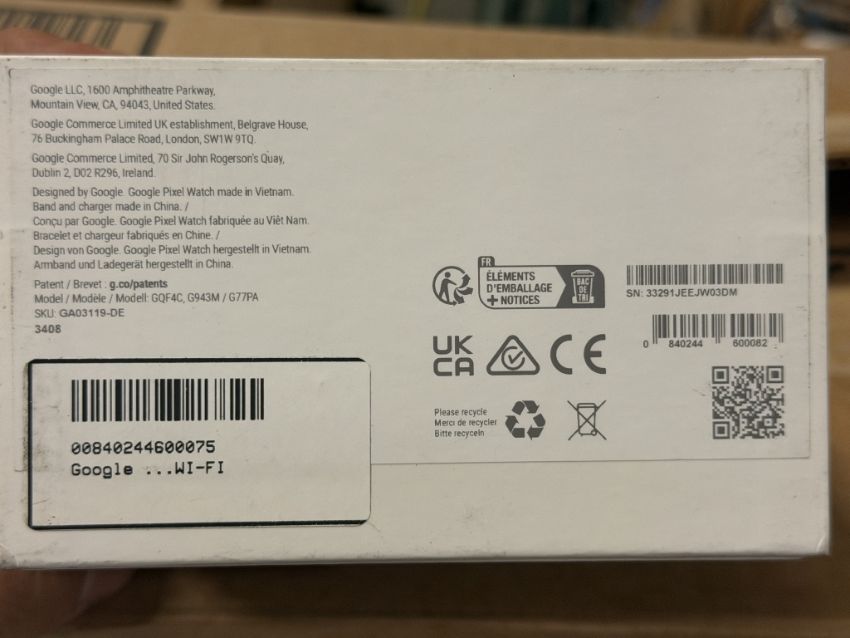 Google LLC, 1600 Amphitheatre Parkway,
Mountain View, CA, 94043, United States.
Google Commerce Limited UK establishment, Belgrave House,
76 Buckingham Palace Road, London, SW1W 9TQ.
Google Commerce Limited, 70 Sir John Rogerson's Quay,
Dublin 2, D02 R296, Ireland.
Designed by Google. Google Pixel Watch made in Vietnam.
Band and charger made in China. /
Conçu par Google. Google Pixel Watch fabriquée au Viêt Nam.
Bracelet et chargeur fabriqués en Chine. /
Design von Google. Google Pixel Watch hergestellt in Vietnam.
Armband und Ladegerät hergestellt in China.
Patent / Brevet : g.co/patents
Model / Modèle / Modell: GQF4C, G943M / G77PA
SKU: GA03119-DE
3408
00840244600075
Google ...WI-FI
FR
ÉLÉMENTS
D'EMBALLAGE
+ NOTICES
BAC
DE
TRI
SN: 33291JEEJW03DM
0 840244 600082
UK
CA
CE
Please recycle
Merci de recycler
Bitte recyceln